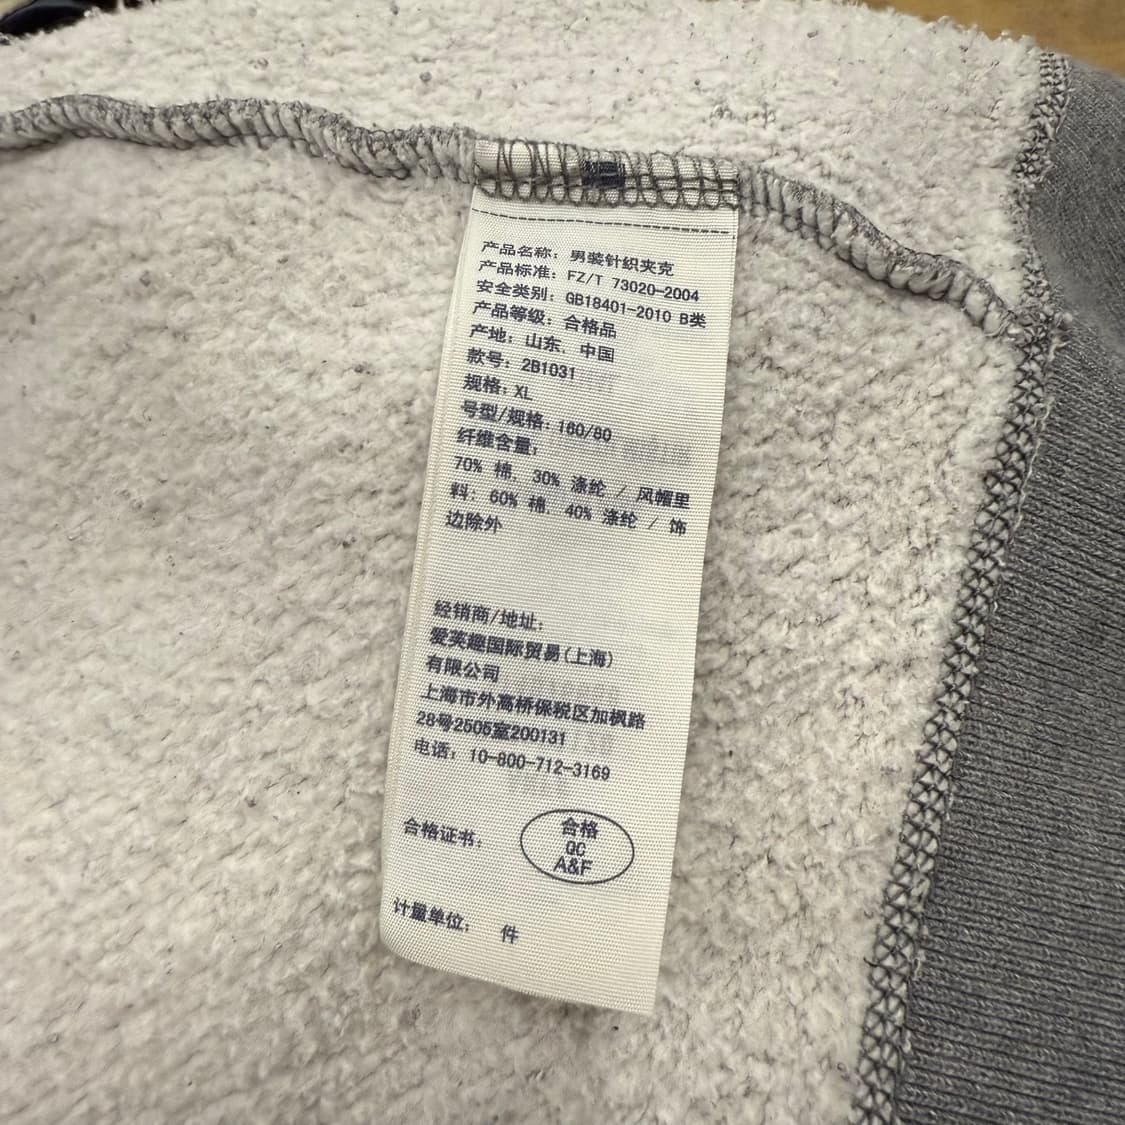 产品名称: 男装针织夹克
产品标准: FZ/T 73020-2004
安全类别: GB18401-2010 B类
产品等级: 合格品
产地: 山东, 中国
款号: 2B1031
规格: XL
号型/规格: 160/80
纤维含量:
70% 棉, 30% 涤纶 / 风帽里
料: 60% 棉, 40% 涤纶 / 饰
边除外
经销商/地址:
爱芙趣国际贸易(上海)
有限公司
上海市外高桥保税区加枫路
28号2505室200131
电话: 10-800-712-3169
合格证书:
合格
QC
A&F
计量单位: 件